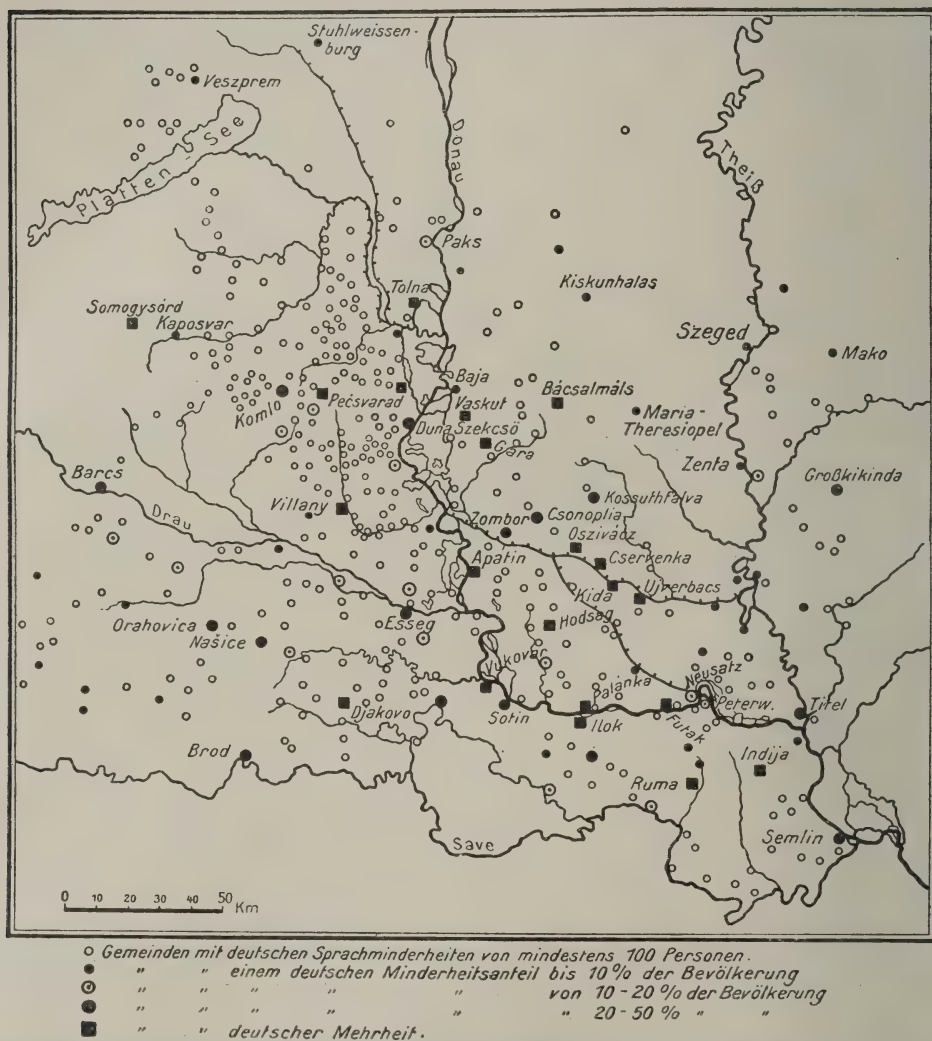 Stuhlweissen-
burg
Veszprem
Platten-See
Donau
Theiß
Paks
Kiskunhalas
Tolna
Somogysórd
Kaposvar
Szeged
Mako
Baja
Komlo
Pečsvarad
Vaskut
Bácsalmáls
Maria-
Theresiopel
Duna Szekcsö
Gara
Zenta
Großkikinda
Barcs
Drau
Villany
Kossuthfalva
Zombor
Csonoplia
Oszivácz
Cservenka
Apatin
Kida
Ujverbacs
Orahovica
Esseg
Hodsag
Našice
Vukovar
Palánka
Neusatz
Djakovo
Sotin
Ilok
Futak
Peterw.
Titel
Brod
Indija
Ruma
Save
Semlin
0 10 20 30 40 50
Km
Gemeinden mit deutschen Sprachminderheiten von mindestens 100 Personen.
" " einem deutschen Minderheitsanteil bis 10 % der Bevölkerung
" " " " " von 10 - 20 % der Bevölkerung
" " " " " " 20 - 50 % " "
" " deutscher Mehrheit.